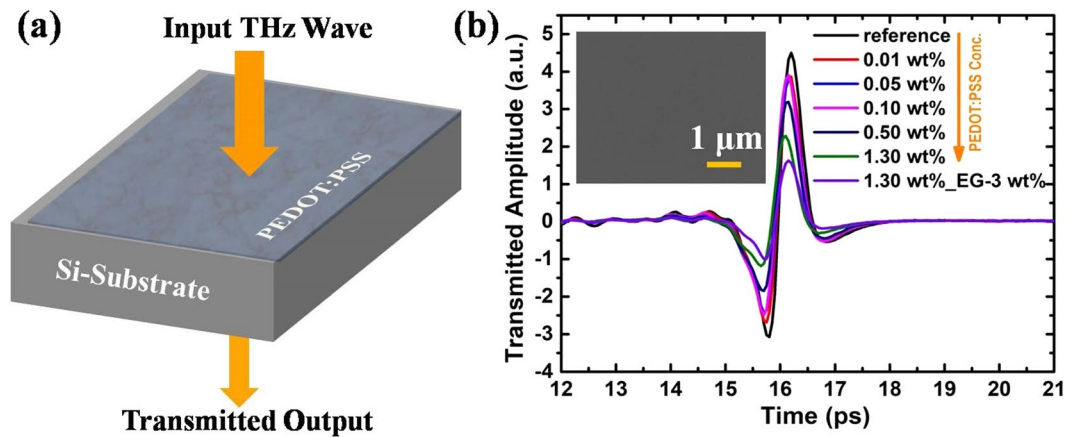 (a)
Input THz Wave
PEDOT:PSS
Si-Substrate
Transmitted Output
(b)
Transmitted Amplitude (a.u.)
5
4
3
2
1
0
-1
-2
-3
-4
1 μm
reference
0.01 wt%
0.05 wt%
0.10 wt%
0.50 wt%
1.30 wt%
1.30 wt%_EG-3 wt%
PEDOT:PSS Conc.
12 13 14 15 16 17 18 19 20 21
Time (ps)